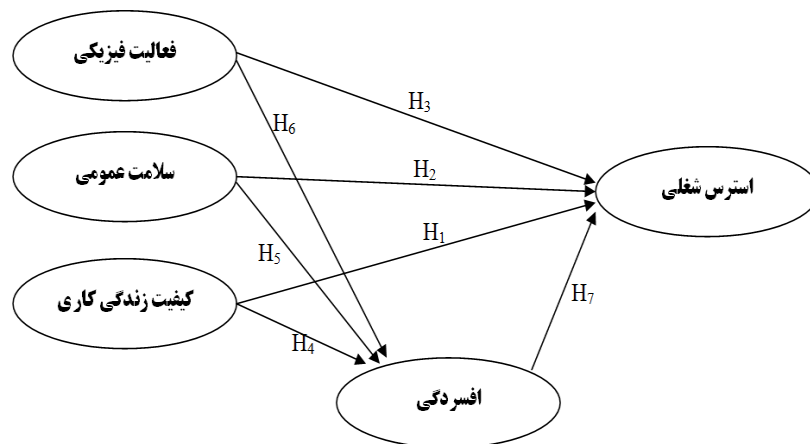 فعالیت فیزیکی
H3
H6
سلامت عمومی
H2
استرس شغلی
H5
H1
کیفیت زندگی کاری
H7
H4
افسردگی